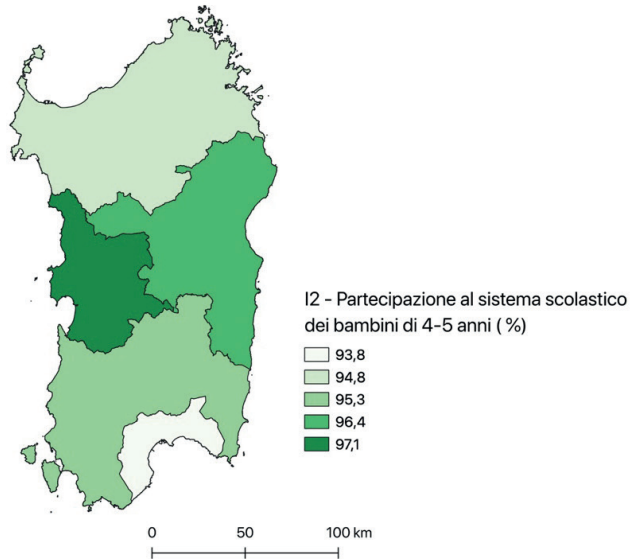 I2 - Partecipazione al sistema scolastico
dei bambini di 4-5 anni ( %)
93,8
94,8
95,3
96,4
97,1
0 50 100 km